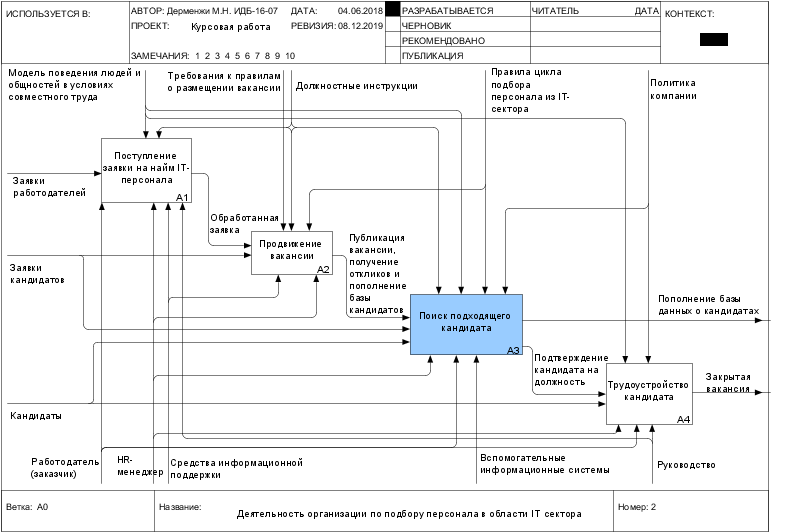 ИСПОЛЬЗУЕТСЯ В:
АВТОР: Дерменжи М.Н. ИДБ-16-07
ДАТА: 04.06.2018
ПРОЕКТ: Курсовая работа
РЕВИЗИЯ: 08.12.2019
ЗАМЕЧАНИЯ: 1 2 3 4 5 6 7 8 9 10
РАЗРАБАТЫВАЕТСЯ
ЧЕРНОВИК
РЕКОМЕНДОВАНО
ПУБЛИКАЦИЯ
ЧИТАТЕЛЬ
ДАТА
КОНТЕКСТ:
Модель поведения людей и
общностей в условиях
совместного труда
Требования к правилам
о размещении вакансии
Должностные инструкции
Правила цикла
подбора
персонала из IT-
сектора
Политика
компании
Поступление
заявки на найм IT-
персонала
A1
Заявки
работодателей
Обработанная
заявка
Продвижение
вакансии
A2
Публикация
вакансии,
получение
откликов и
пополнение
базы
кандидатов
Заявки
кандидатов
Поиск подходящего
кандидата
A3
Пополнение базы
данных о кандидатах
Подтверждение
кандидата на
должность
Трудоустройство
кандидата
A4
Закрытая
вакансия
Кандидаты
Работодатель
(заказчик)
HR-
менеджер
Средства информационной
поддержки
Вспомогательные
информационные системы
Руководство
Ветка: A0
Название:
Деятельность организации по подбору персонала в области IT сектора
Номер: 2